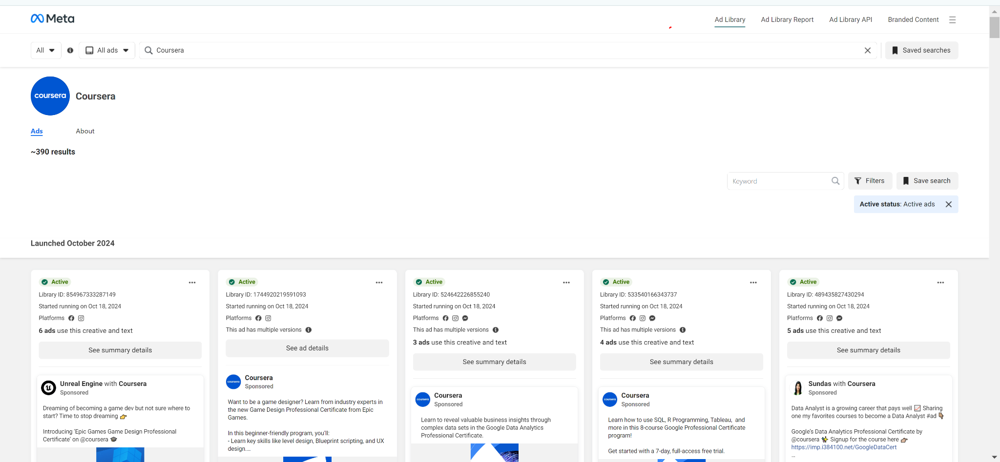 Meta
Ad Library
Ad Library Report
Ad Library API
Branded Content
All
All ads
Coursera
Saved searches
coursera
Coursera
Ads
About
~390 results
Keyword
Filters
Save search
Active status: Active ads
Launched October 2024
Active
Library ID: 854967333287149
Started running on Oct 18, 2024
Platforms
6 ads use this creative and text
See summary details
Unreal Engine with Coursera
Sponsored
Dreaming of becoming a game dev but not sure where to
start? Time to stop dreaming 👉
Introducing ‘Epic Games Game Design Professional
Certificate’ on @coursera 🎓
Active
Library ID: 1744920219591093
Started running on Oct 18, 2024
Platforms
This ad has multiple versions
See ad details
coursera
Coursera
Sponsored
Want to be a game designer? Learn from industry experts in
the new Game Design Professional Certificate from Epic
Games.
In this beginner-friendly program, you’ll:
- Learn key skills like level design, Blueprint scripting, and UX
design....
Active
Library ID: 524642226855240
Started running on Oct 18, 2024
Platforms
This ad has multiple versions
3 ads use this creative and text
See summary details
coursera
Coursera
Sponsored
Learn to reveal valuable business insights through
complex data sets in the Google Data Analytics
Professional Certificate.
Active
Library ID: 533540166343737
Started running on Oct 18, 2024
Platforms
This ad has multiple versions
4 ads use this creative and text
See summary details
coursera
Coursera
Sponsored
Learn how to use SQL, R Programming, Tableau,  and
more in this 8-course Google Professional Certificate
program!
Get started with a 7-day, full-access free trial.
Active
Library ID: 489435827430294
Started running on Oct 18, 2024
Platforms
5 ads use this creative and text
See summary details
Sundas with Coursera
Sponsored
Data Analyst is a growing career that pays well 📈 Sharing
one my favorites courses to become a Data Analyst #ad 👇🏽
Google’s Data Analytics Professional Certificate by
@coursera ✨ Signup for the course here 👉🏽
https://imp.i384100.net/GoogleDataCert
...